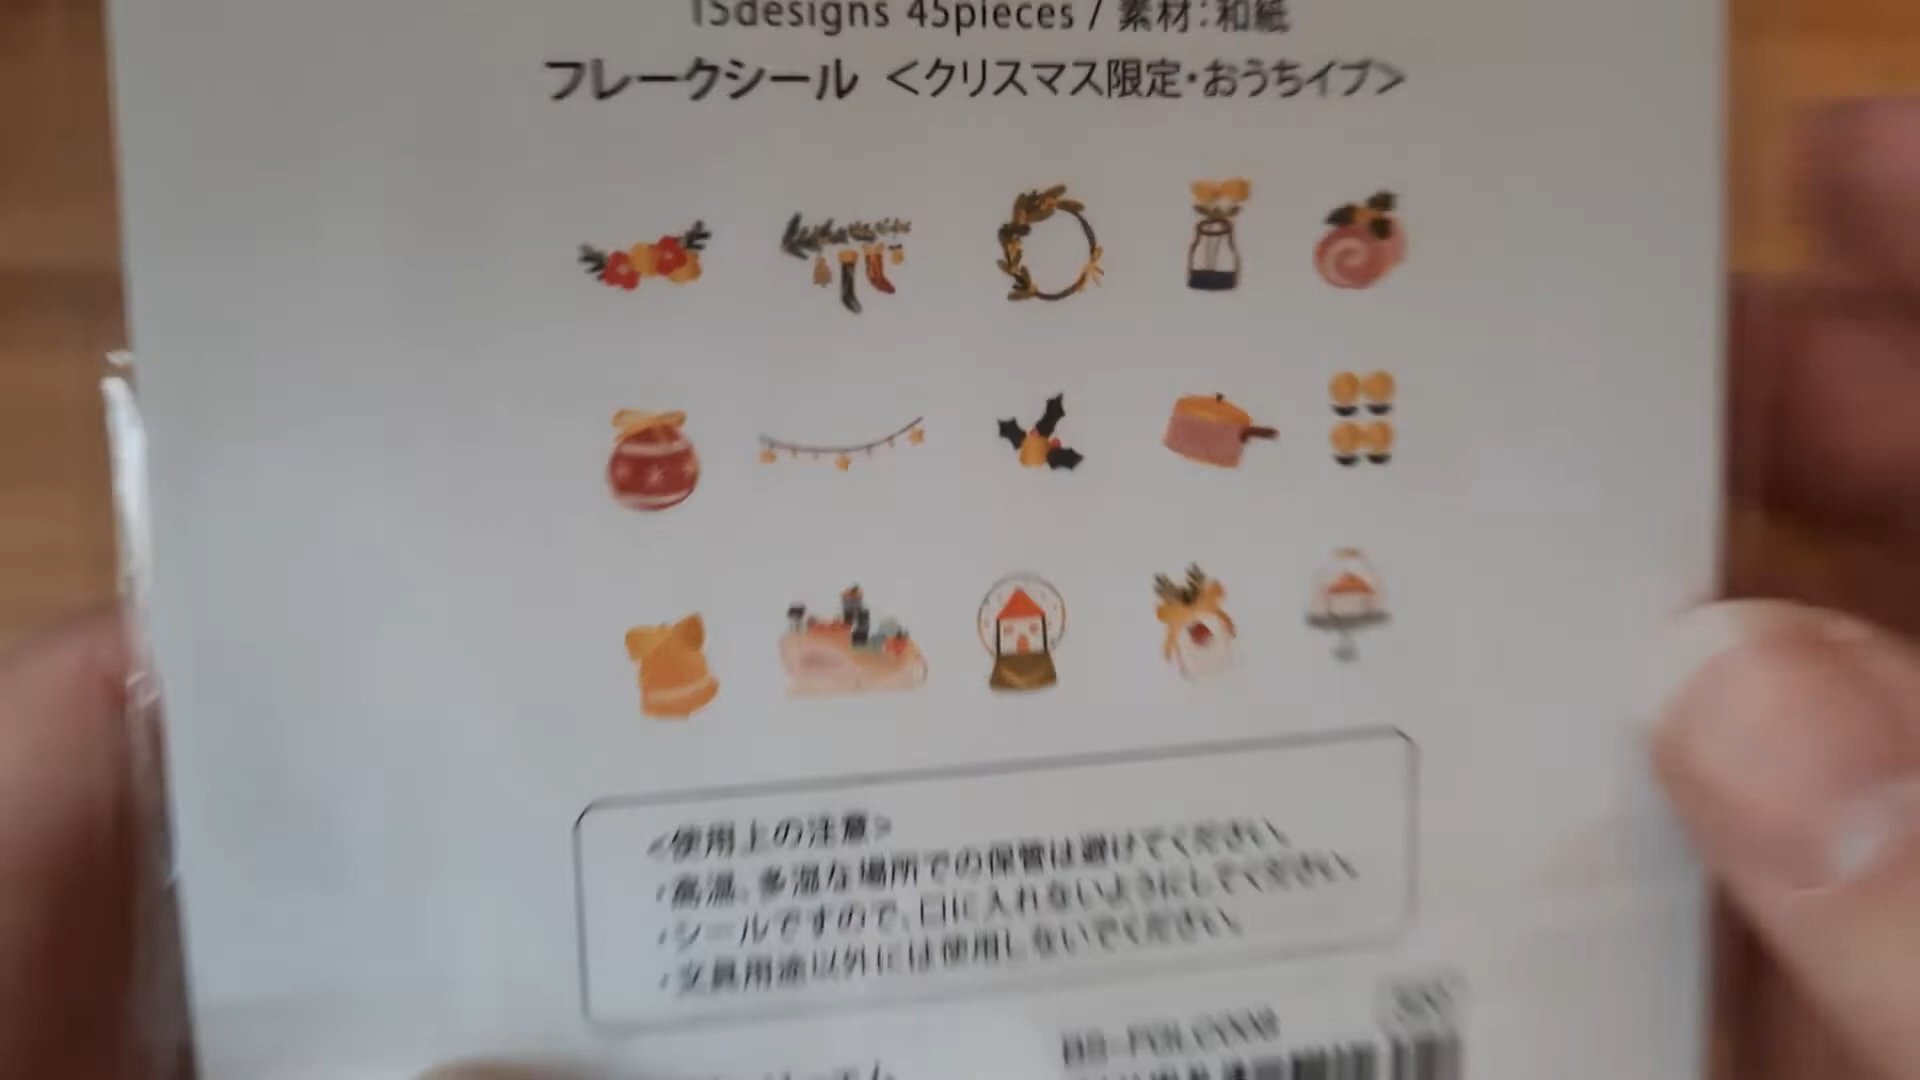 15designs 45pieces / 素材：和紙
フレークシール ＜クリスマス限定・おうちイブ＞
＜使用上の注意＞
・高温、多湿な場所での保管は避けてください
・シールですので、口に入れないようにしてください
・文具用途以外には使用しないでください